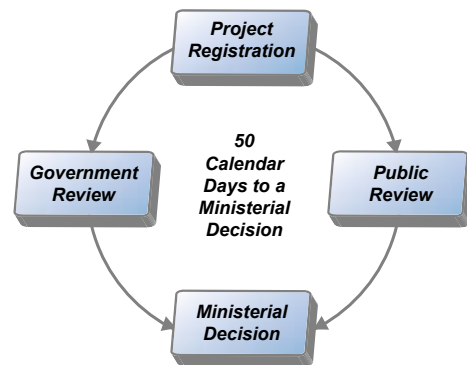 Project
Registration
Government
Review
50
Calendar
Days to a
Ministerial
Decision
Public
Review
Ministerial
Decision